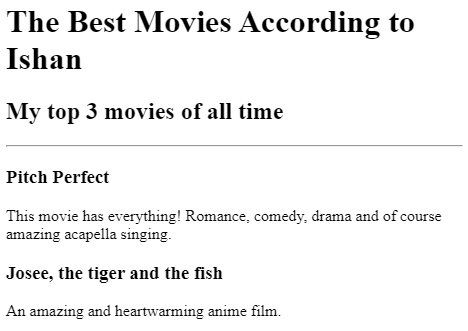 The Best Movies According to
Ishan
My top 3 movies of all time
Pitch Perfect
This movie has everything! Romance, comedy, drama and of course
amazing acapella singing.
Josee, the tiger and the fish
An amazing and heartwarming anime film.